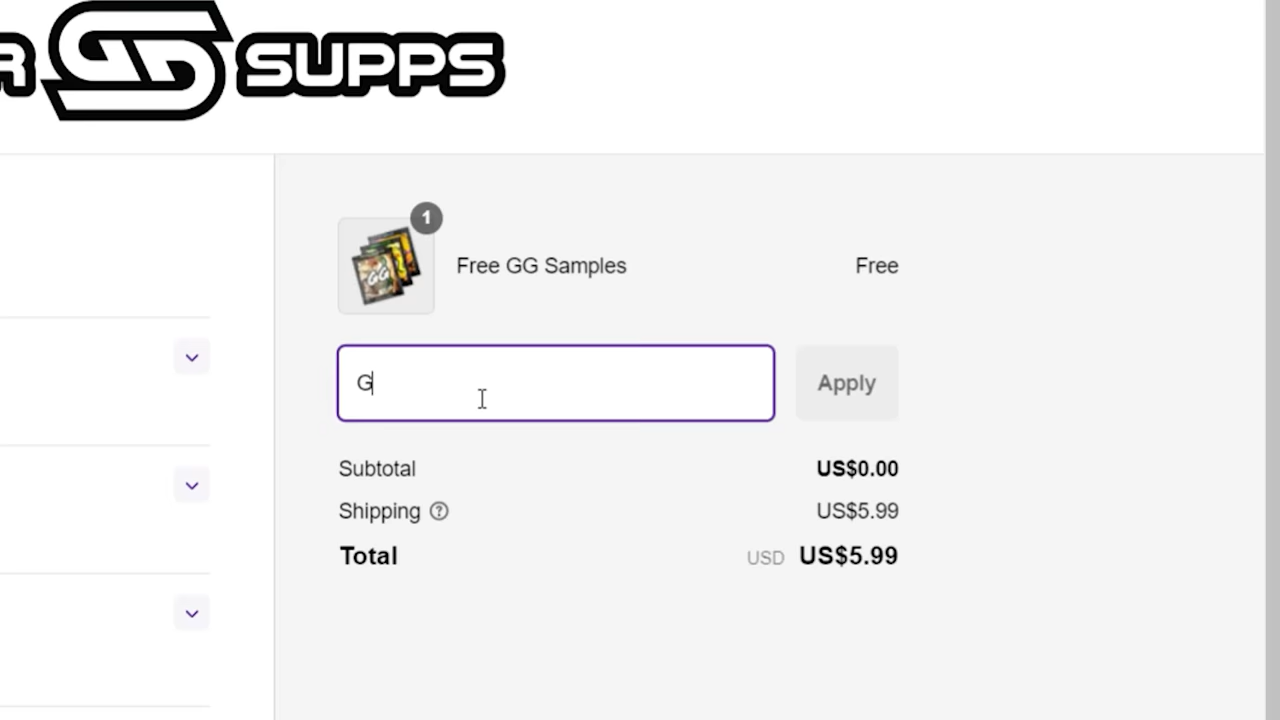 R SUPPS
1
GG
Free GG Samples Free
G Apply
Subtotal US$0.00
Shipping ? US$5.99
Total USD US$5.99